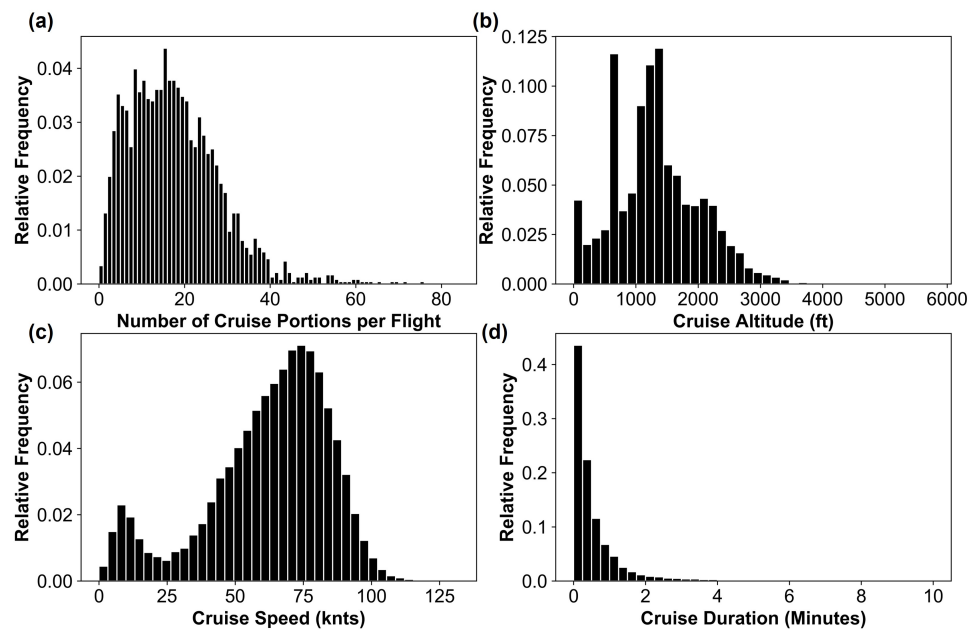 (a)
0.04
0.03
0.02
0.01
0.00
Relative Frequency
0 20 40 60 80
Number of Cruise Portions per Flight
(b)
0.125
0.100
0.075
0.050
0.025
0.000
Relative Frequency
0 1000 2000 3000 4000 5000 6000
Cruise Altitude (ft)
(c)
0.06
0.04
0.02
0.00
Relative Frequency
0 25 50 75 100 125
Cruise Speed (knts)
(d)
0.4
0.3
0.2
0.1
0.0
Relative Frequency
0 2 4 6 8 10
Cruise Duration (Minutes)